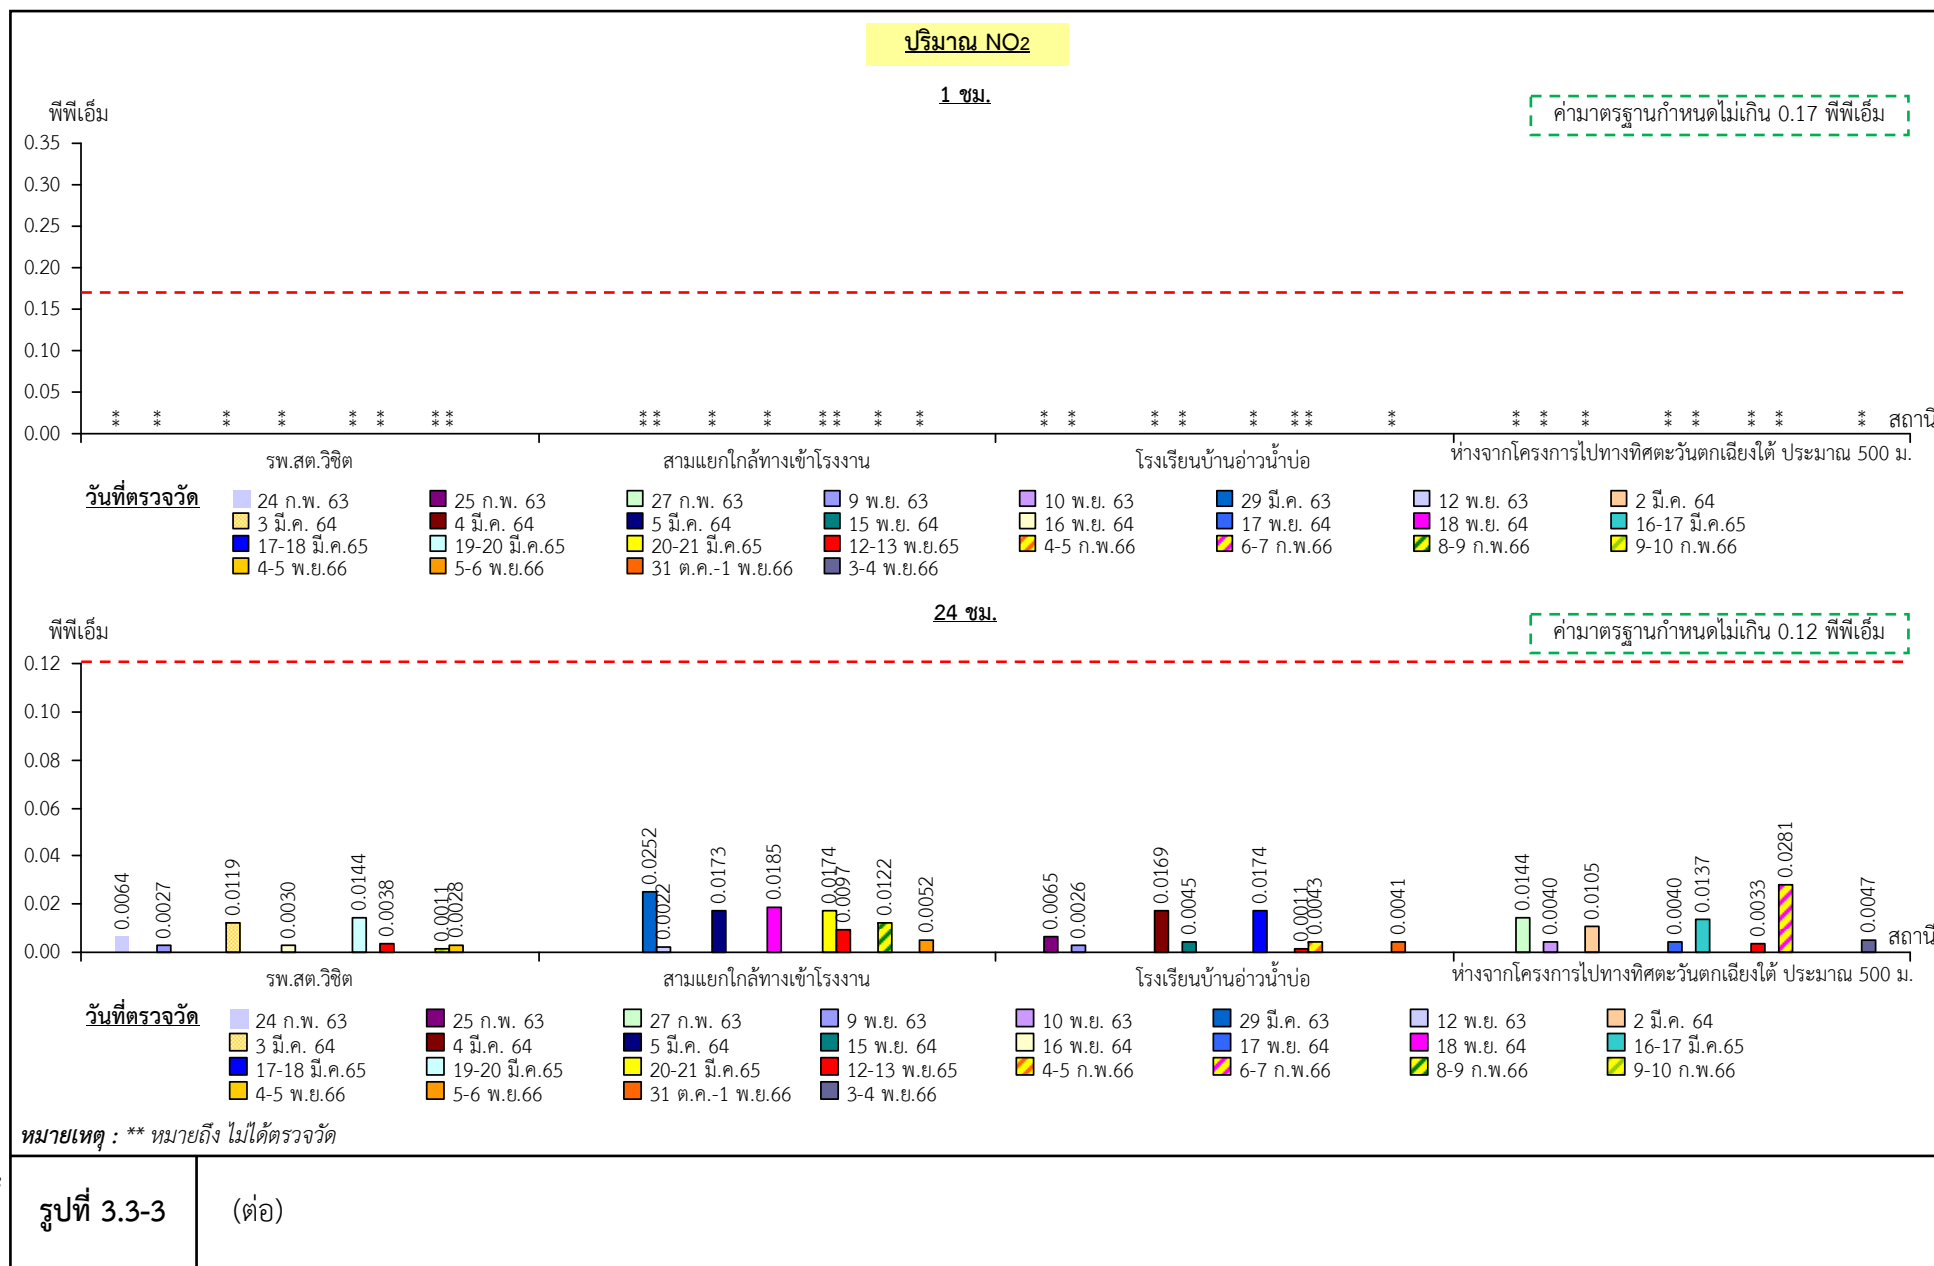 ปริมาณ NO2
1 ชม.
พีพีเอ็ม
ค่ามาตรฐานกำหนดไม่เกิน 0.17 พีพีเอ็ม
0.35
0.30
0.25
0.20
0.15
0.10
0.05
0.00
** ** ** ** ** ** ** ** ** ** ** ** ** ** ** ** ** ** ** ** ** ** ** ** ** ** ** ** ** ** ** ** สถานี
รพ.สต.วิชิต สามแยกใกล้ทางเข้าโรงงาน โรงเรียนบ้านอ่าวน้ำบ่อ ห่างจากโครงการไปทางทิศตะวันตกเฉียงใต้ ประมาณ 500 ม.
วันที่ตรวจวัด 24 ก.พ. 63 25 ก.พ. 63 27 ก.พ. 63 9 พ.ย. 63 10 พ.ย. 63 29 มี.ค. 63 12 พ.ย. 63 2 มี.ค. 64
3 มี.ค. 64 4 มี.ค. 64 5 มี.ค. 64 15 พ.ย. 64 16 พ.ย. 64 17 พ.ย. 64 18 พ.ย. 64 16-17 มี.ค.65
17-18 มี.ค.65 19-20 มี.ค.65 20-21 มี.ค.65 12-13 พ.ย.65 4-5 ก.พ.66 6-7 ก.พ.66 8-9 ก.พ.66 9-10 ก.พ.66
4-5 พ.ย.66 5-6 พ.ย.66 31 ต.ค.-1 พ.ย.66 3-4 พ.ย.66
24 ชม.
พีพีเอ็ม
ค่ามาตรฐานกำหนดไม่เกิน 0.12 พีพีเอ็ม
0.12
0.10
0.08
0.06
0.04
0.02
0.00
0.0064 0.0027 0.0119 0.0030 0.0144 0.0038 0.0011 0.0028 0.0252 0.0022 0.0173 0.0185 0.0174 0.0097 0.0122 0.0052 0.0065 0.0026 0.0169 0.0045 0.0174 0.0011 0.0043 0.0041 0.0144 0.0040 0.0105 0.0040 0.0137 0.0033 0.0281 0.0047 สถานี
รพ.สต.วิชิต สามแยกใกล้ทางเข้าโรงงาน โรงเรียนบ้านอ่าวน้ำบ่อ ห่างจากโครงการไปทางทิศตะวันตกเฉียงใต้ ประมาณ 500 ม.
วันที่ตรวจวัด 24 ก.พ. 63 25 ก.พ. 63 27 ก.พ. 63 9 พ.ย. 63 10 พ.ย. 63 29 มี.ค. 63 12 พ.ย. 63 2 มี.ค. 64
3 มี.ค. 64 4 มี.ค. 64 5 มี.ค. 64 15 พ.ย. 64 16 พ.ย. 64 17 พ.ย. 64 18 พ.ย. 64 16-17 มี.ค.65
17-18 มี.ค.65 19-20 มี.ค.65 20-21 มี.ค.65 12-13 พ.ย.65 4-5 ก.พ.66 6-7 ก.พ.66 8-9 ก.พ.66 9-10 ก.พ.66
4-5 พ.ย.66 5-6 พ.ย.66 31 ต.ค.-1 พ.ย.66 3-4 พ.ย.66
หมายเหตุ : ** หมายถึง ไม่ได้ตรวจวัด
รูปที่ 3.3-3 (ต่อ)